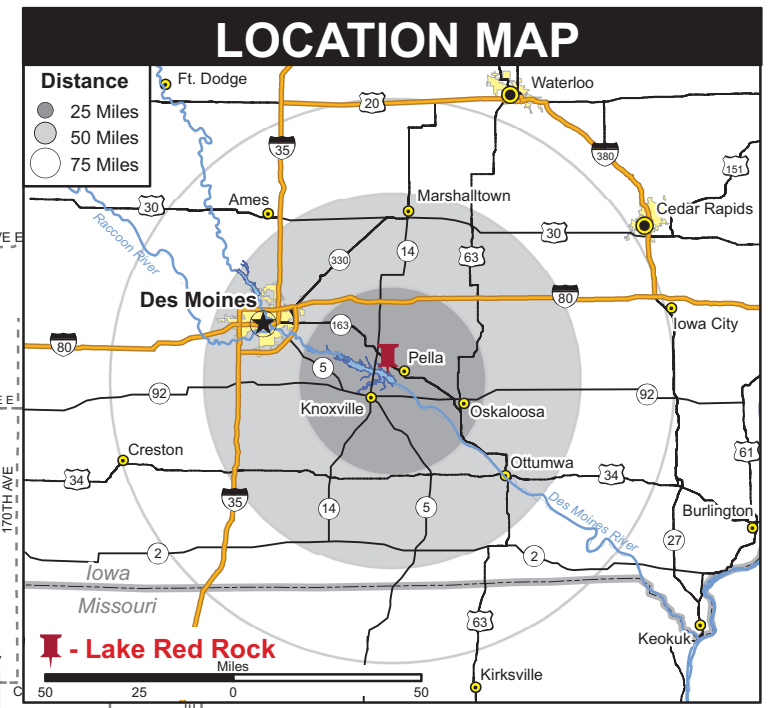 LOCATION MAP
Distance
25 Miles
50 Miles
75 Miles
Ft. Dodge
Waterloo
20
35
380
151
Ames
30
Marshalltown
Cedar Rapids
30
Raccoon River
330
14
63
VE E
Des Moines
80
163
Iowa City
80
Pella
5
92
Knoxville
Oskaloosa
92
E E
Creston
34
Ottumwa
34
61
170TH AVE
35
14
5
Des Moines River
Burlington
27
2
2
Iowa
Missouri
63
Keokuk
- Lake Red Rock
Miles
Kirksville
50 25 0 50
C